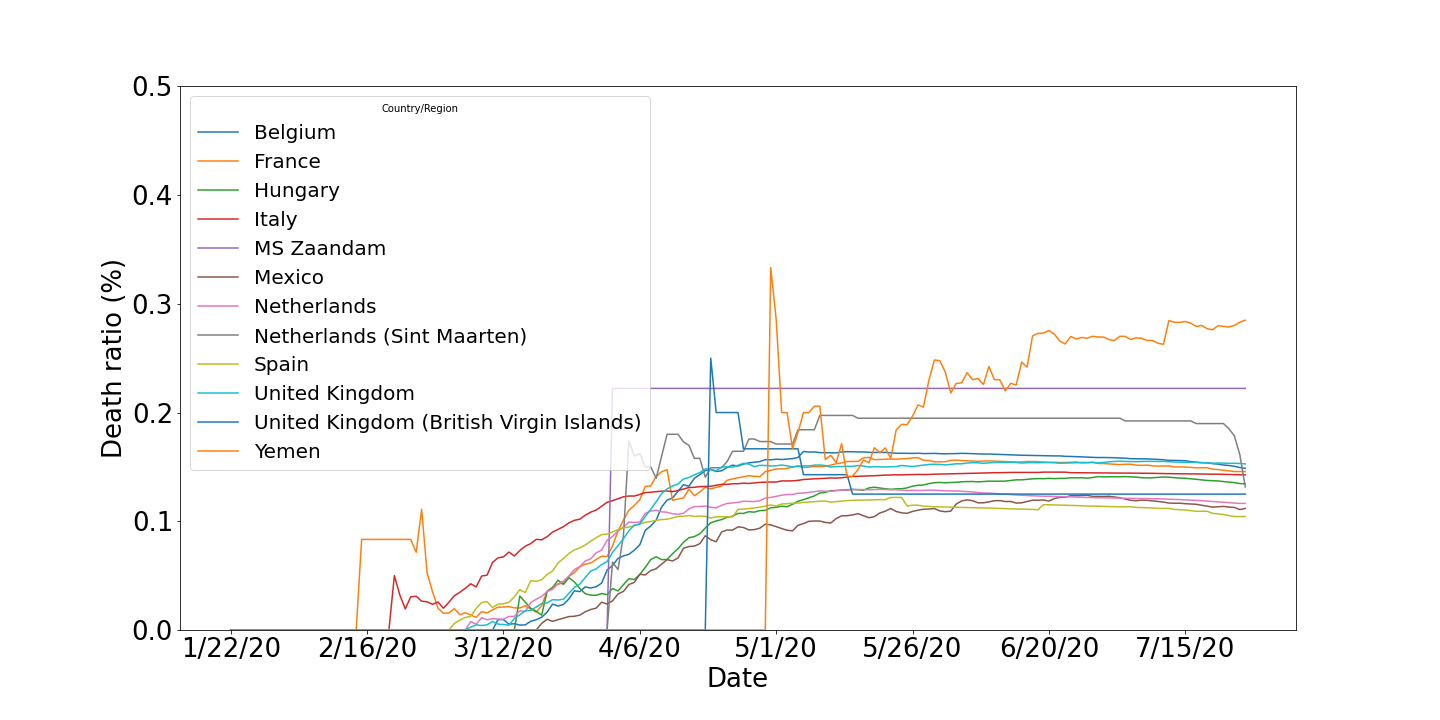 0.5
0.4
0.3
0.2
0.1
0.0
Death ratio (%)
Country/Region
Belgium
France
Hungary
Italy
MS Zaandam
Mexico
Netherlands
Netherlands (Sint Maarten)
Spain
United Kingdom
United Kingdom (British Virgin Islands)
Yemen
1/22/20 2/16/20 3/12/20 4/6/20 5/1/20 5/26/20 6/20/20 7/15/20
Date